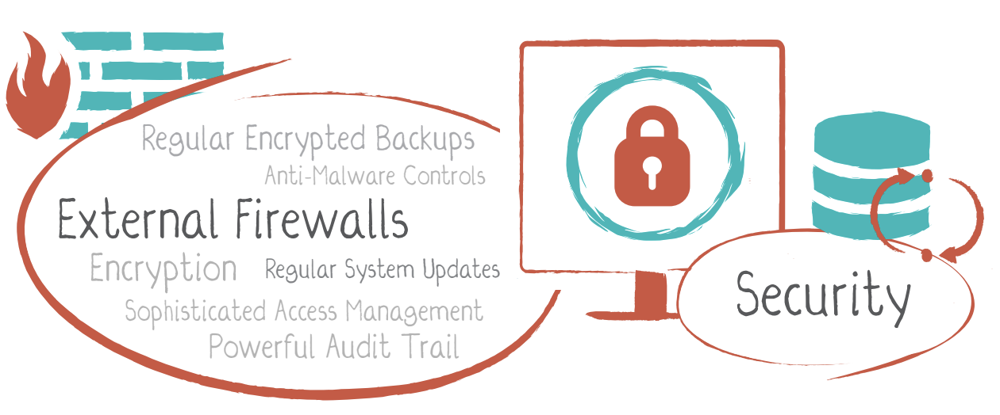 Regular Encrypted Backups
Anti-Malware Controls
External Firewalls
Encryption
Regular System Updates
Sophisticated Access Management
Powerful Audit Trail
Security